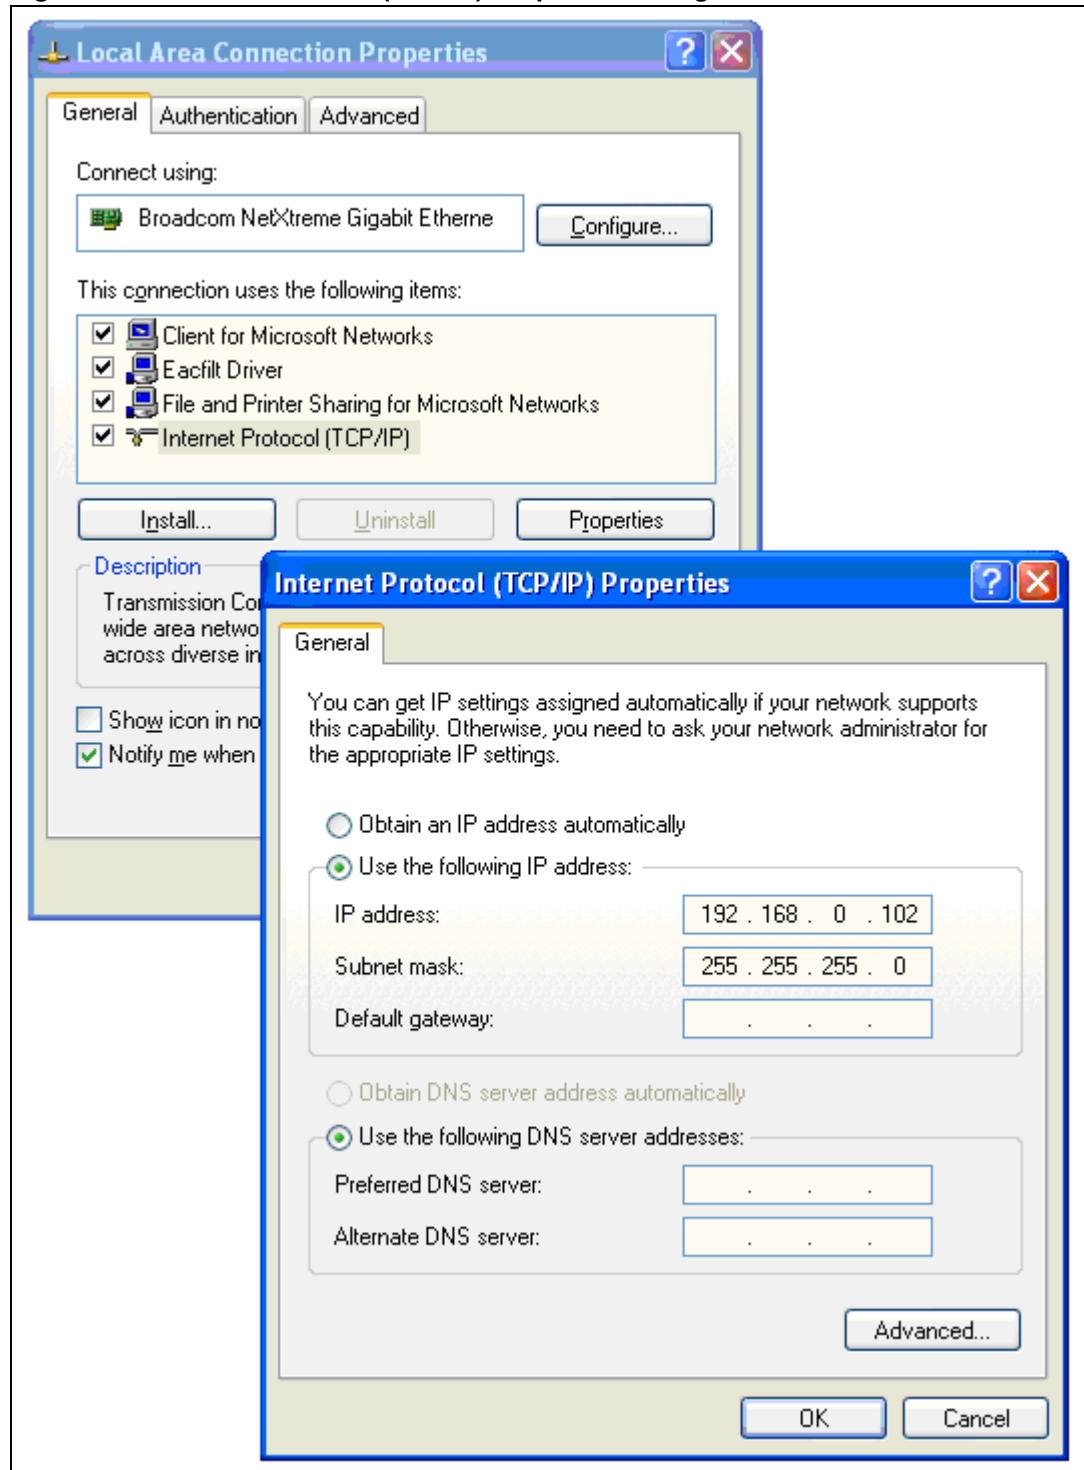 Local Area Connection Properties
General Authentication Advanced
Connect using:
Broadcom NetXtreme Gigabit Etherne
Configure...
This connection uses the following items:
Client for Microsoft Networks
Eacfilt Driver
File and Printer Sharing for Microsoft Networks
Internet Protocol (TCP/IP)
Install... Uninstall Properties
Description
Transmission Co
wide area netwo
across diverse in
Show icon in no
Notify me when
Internet Protocol (TCP/IP) Properties
General
You can get IP settings assigned automatically if your network supports
this capability. Otherwise, you need to ask your network administrator for
the appropriate IP settings.
Obtain an IP address automatically
Use the following IP address:
IP address: 192 . 168 . 0 . 102
Subnet mask: 255 . 255 . 255 . 0
Default gateway: . . .
Obtain DNS server address automatically
Use the following DNS server addresses:
Preferred DNS server: . . .
Alternate DNS server: . . .
Advanced...
OK Cancel